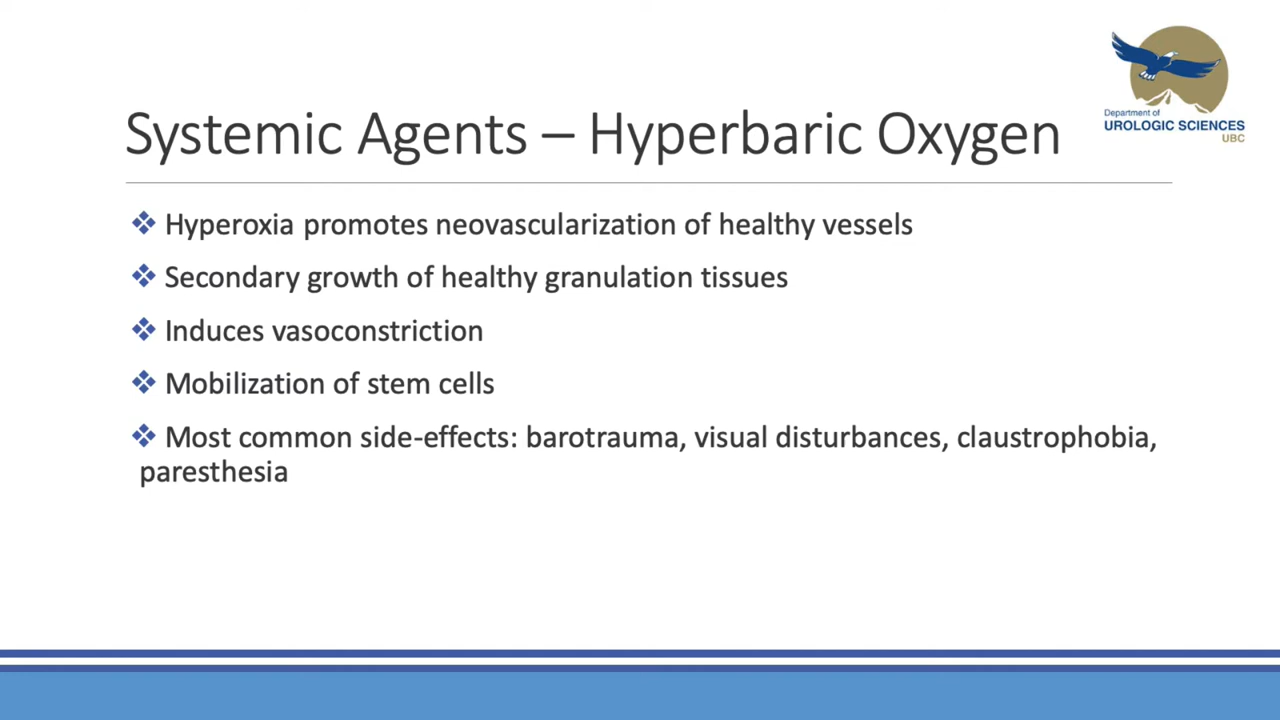 Department of
UROLOGIC SCIENCES
UBC
Systemic Agents – Hyperbaric Oxygen
❖ Hyperoxia promotes neovascularization of healthy vessels
❖ Secondary growth of healthy granulation tissues
❖ Induces vasoconstriction
❖ Mobilization of stem cells
❖ Most common side-effects: barotrauma, visual disturbances, claustrophobia,
paresthesia